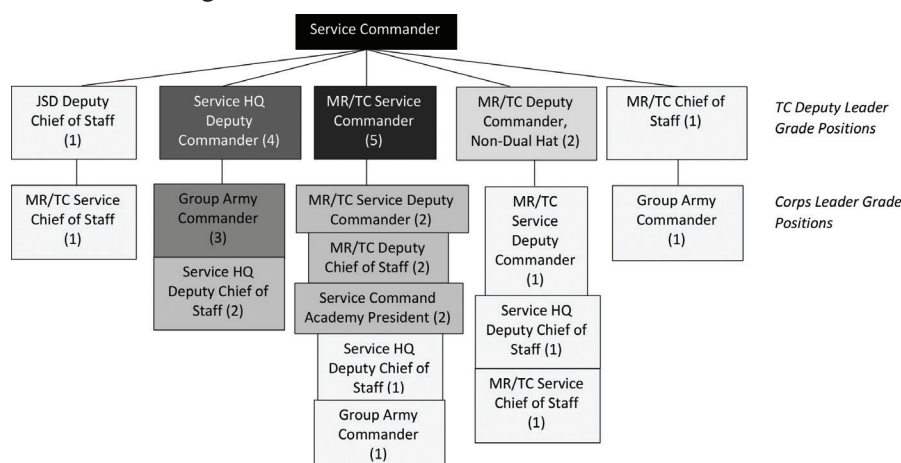 Service Commander
JSD Deputy
Chief of Staff
(1)
Service HQ
Deputy
Commander (4)
MR/TC Service
Commander
(5)
MR/TC Deputy
Commander,
Non-Dual Hat (2)
MR/TC Chief of
Staff (1)
TC Deputy Leader
Grade Positions
MR/TC Service
Chief of Staff
(1)
Group Army
Commander
(3)
Service HQ
Deputy Chief of
Staff (2)
MR/TC Service Deputy
Commander (2)
MR/TC Deputy
Chief of Staff (2)
Service Command
Academy President (2)
Service HQ
Deputy Chief of
Staff (1)
Group Army
Commander
(1)
MR/TC
Service
Deputy
Commander
(1)
Service HQ
Deputy Chief of
Staff (1)
MR/TC Service
Chief of Staff
(1)
Group Army
Commander
(1)
Corps Leader Grade
Positions